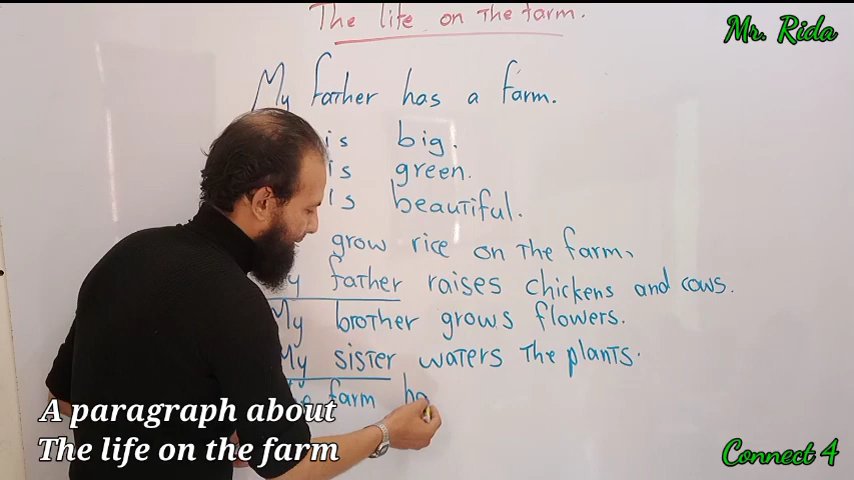 The life on the farm.
Mr. Rida
My father has a farm.
is big.
is green.
is beautiful.
grow rice on the farm.
My father raises chickens and cows.
My brother grows flowers.
My sister waters the plants.
farm ha
A paragraph about
The life on the farm
Connect 4